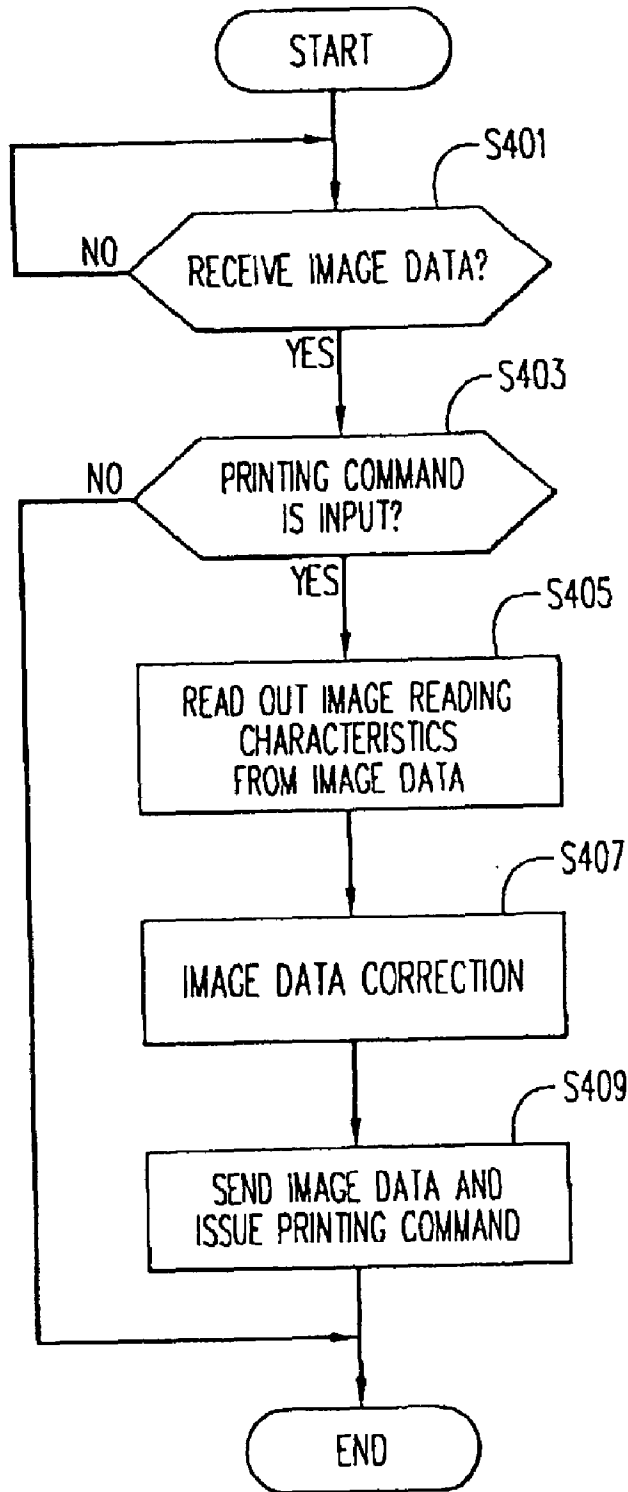 START
S401
NO
RECEIVE IMAGE DATA?
YES
S403
NO
PRINTING COMMAND
IS INPUT?
YES
S405
READ OUT IMAGE READING
CHARACTERISTICS
FROM IMAGE DATA
S407
IMAGE DATA CORRECTION
S409
SEND IMAGE DATA AND
ISSUE PRINTING COMMAND
END